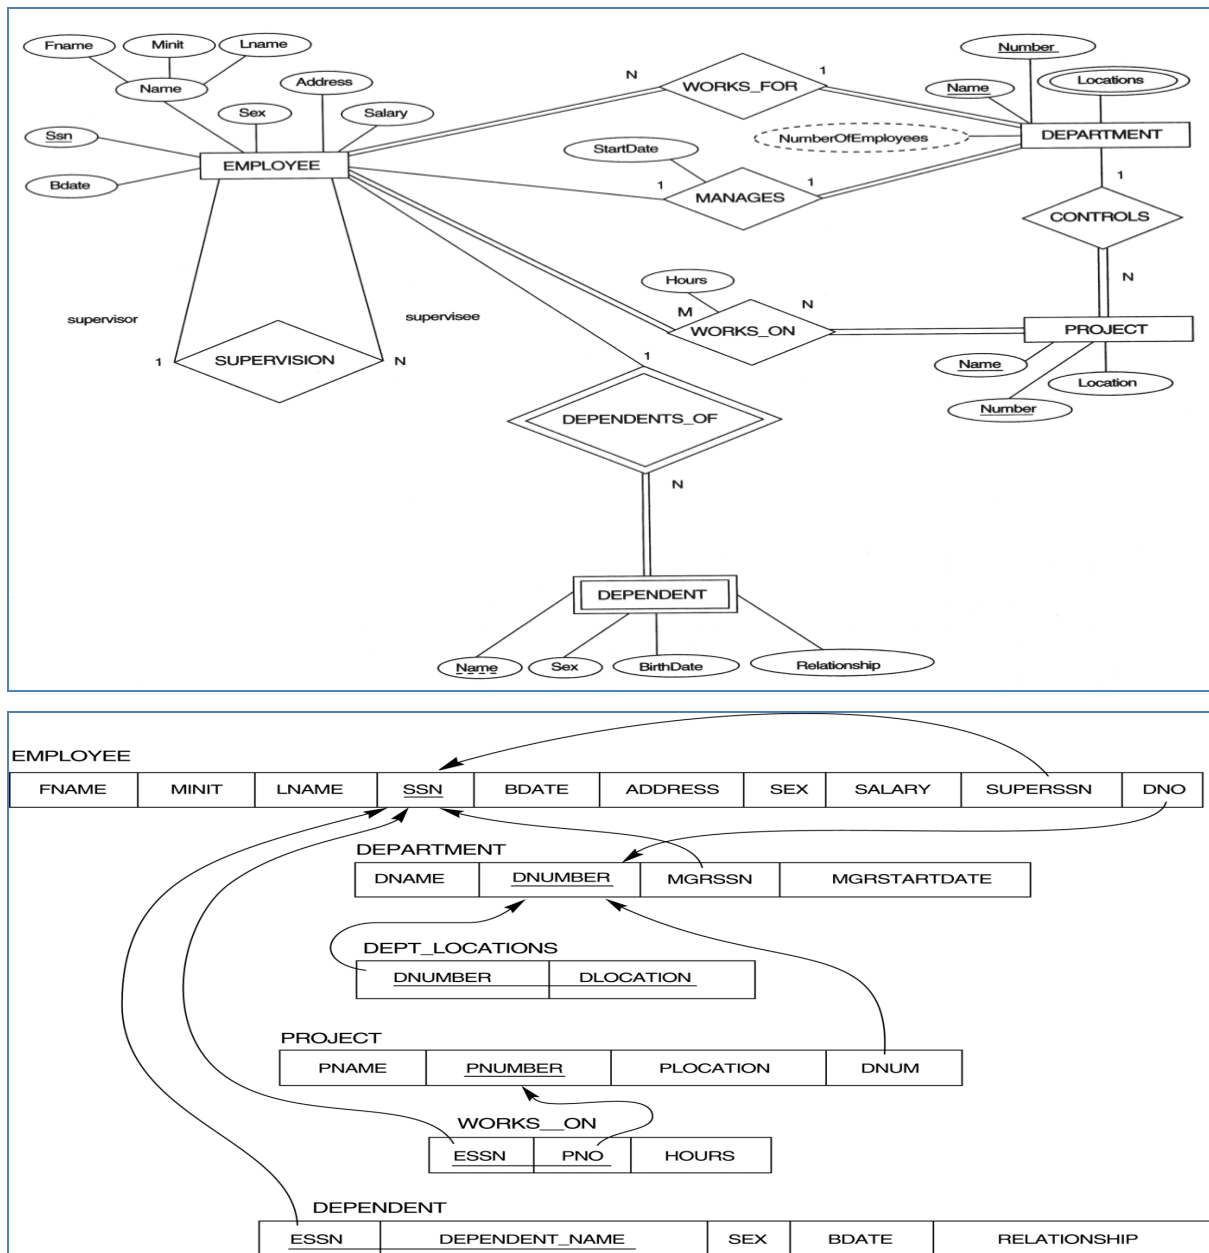 Fname Minit Lname
Number
Name Address
Locations
N 1
WORKS_FOR
Name
Sex Salary
Ssn
NumberOfEmployees DEPARTMENT
StartDate
EMPLOYEE
Bdate
1 1
MANAGES
1
CONTROLS
Hours
N
M N
supervisor supervisee
WORKS_ON
PROJECT
1 SUPERVISION N
1
Name
Location
Number
DEPENDENTS_OF
N
DEPENDENT
Name Sex BirthDate Relationship
EMPLOYEE
FNAME MINIT LNAME SSN BDATE ADDRESS SEX SALARY SUPERSSN DNO
DEPARTMENT
DNAME DNUMBER MGRSSN MGRSTARTDATE
DEPT_LOCATIONS
DNUMBER DLOCATION
PROJECT
PNAME PNUMBER PLOCATION DNUM
WORKS__ON
ESSN PNO HOURS
DEPENDENT
ESSN DEPENDENT_NAME SEX BDATE RELATIONSHIP